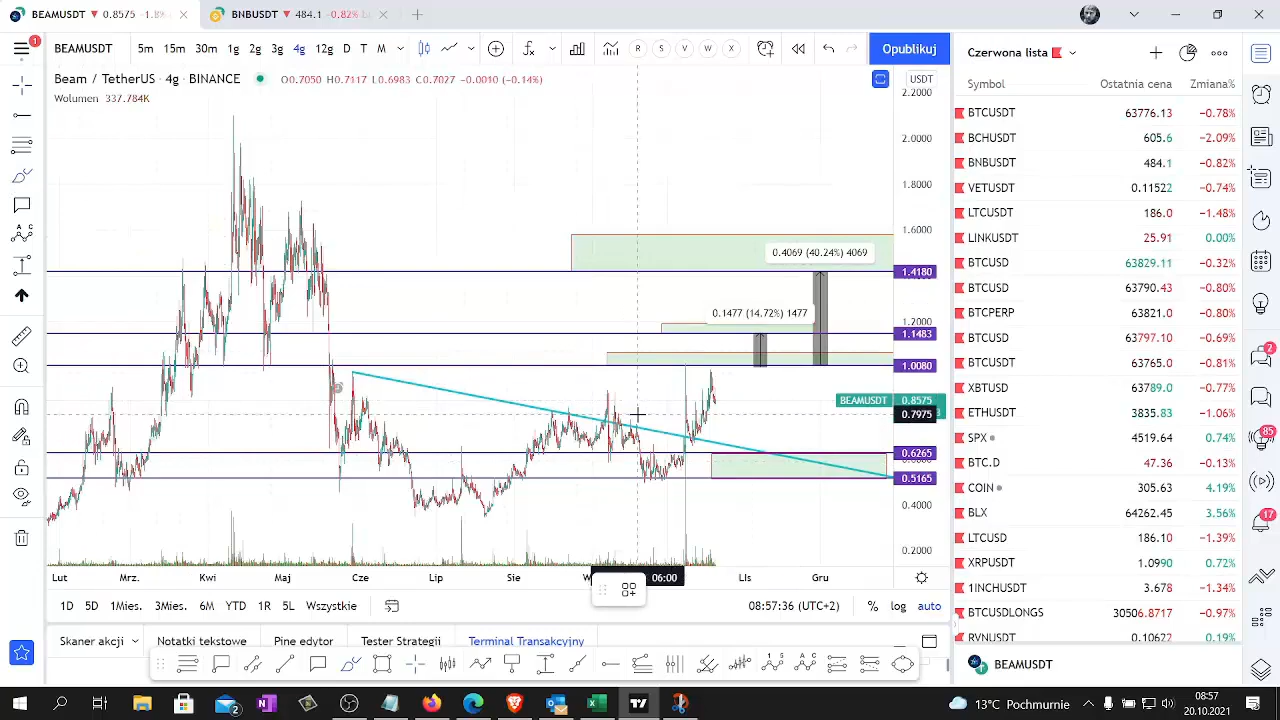 BEAMUSDT ▼ 0.8575 −1.8%
BNBUSDT ▼ 484.1 −0.82%
BEAMUSDT 5m 15m 30m 1g 2g 3g 4g 12g D T M
R S V W X
Opublikuj
Beam / TetherUS · 4g · BINANCE
O0.7050 H0.7117 L0.6983 C0.7077 −0.0010 (−0.14%)
USDT
Wolumen 337.784K
2.2000
2.0000
1.8000
1.6000
0.4069 (40.24%) 4069
1.4180
0.1477 (14.72%) 1477
1.2000
1.1483
1.0080
BEAMUSDT 0.8575
0.7975
0.6265
0.5165
0.4000
0.2000
Lut Mrz. Kwi Maj Cze Lip Sie 06:00 Lis Gru
1D 5D 1Mies. 3Mies. 6M YTD 1R 5L Wszystkie
08:57:36 (UTC+2) % log auto
Skaner akcji Notatki tekstowe Pine edytor Tester Strategii Terminal Transakcyjny
Czerwona lista
Symbol Ostatnia cena Zmiana%
BTCUSDT 63776.13 −0.78%
BCHUSDT 605.6 −2.09%
BNBUSDT 484.1 −0.82%
VETUSDT 0.11522 −0.74%
LTCUSDT 186.0 −1.48%
LINKUSDT 25.91 0.00%
BTCUSD 63829.11 −0.32%
BTCUSD 63790.43 −0.80%
BTCPERP 63821.0 −0.80%
BTCUSD 63797.10 −0.69%
BTCUSDT 63765.0 −0.81%
XBTUSD 63789.0 −0.77%
ETHUSDT 3835.83 −1.06%
SPX 4519.64 0.74%
BTC.D 47.36 −0.13%
COIN 305.63 4.19%
BLX 64262.45 3.56%
LTCUSD 186.10 −1.39%
XRPUSDT 1.0990 0.72%
1INCHUSDT 3.678 −1.34%
BTCUSDLONGS 30506.8717 −0.97%
RVNUSDT 0.10622 0.19%
BEAMUSDT
1
2
85
17
13°C Pochmurnie
08:57
20.10.2021